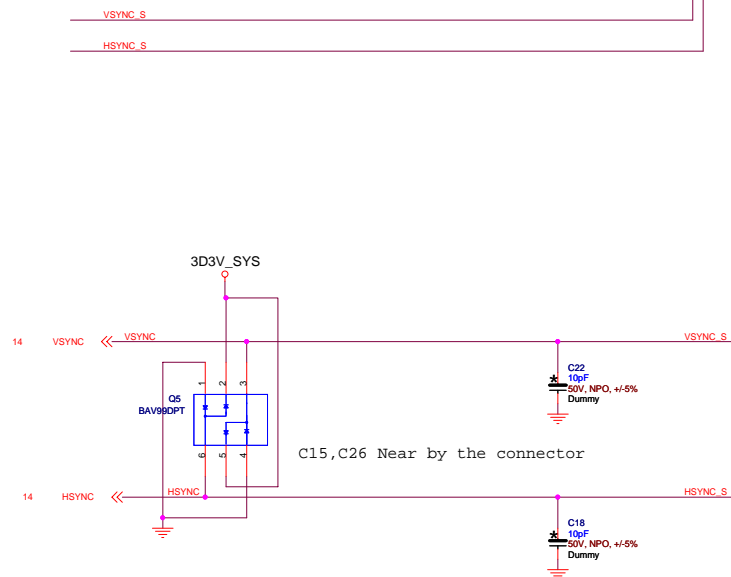 VSYNC_S
HSYNC_S
3D3V_SYS
14 VSYNC VSYNC VSYNC_S
C22
10pF
50V, NPO, +/-5%
Dummy
1 2 3
Q5
BAV99DPT
6 5 4
C15,C26 Near by the connector
14 HSYNC HSYNC HSYNC_S
C18
10pF
50V, NPO, +/-5%
Dummy